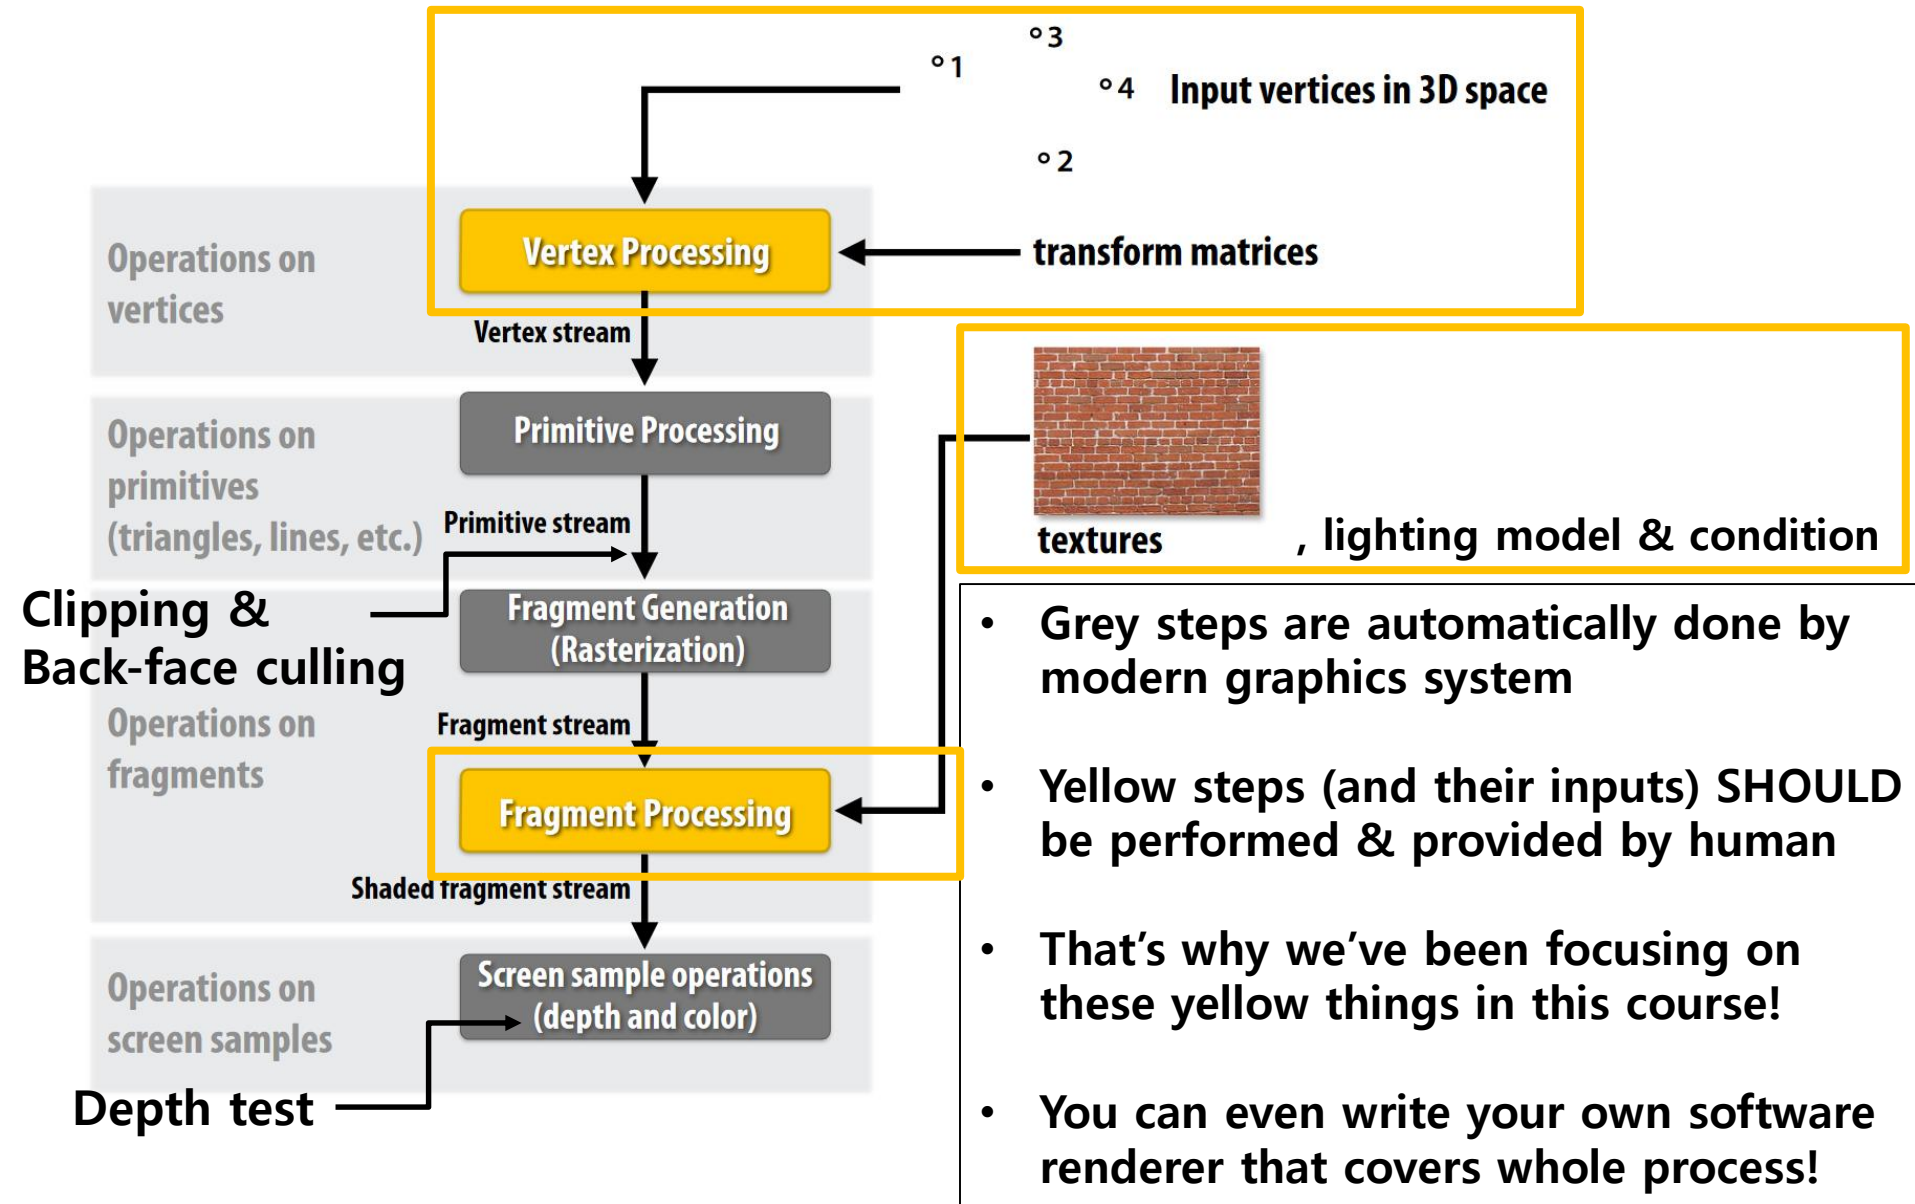 3
1
4 Input vertices in 3D space
2
Vertex Processing
transform matrices
Operations on
vertices
Vertex stream
Primitive Processing
Operations on
primitives
(triangles, lines, etc.)
Primitive stream
textures , lighting model & condition
Clipping &
Back-face culling
Fragment Generation
(Rasterization)
Operations on
fragments
Fragment stream
Fragment Processing
Shaded fragment stream
Operations on
screen samples
Screen sample operations
(depth and color)
Depth test
• Grey steps are automatically done by
modern graphics system
• Yellow steps (and their inputs) SHOULD
be performed & provided by human
• That's why we've been focusing on
these yellow things in this course!
• You can even write your own software
renderer that covers whole process!